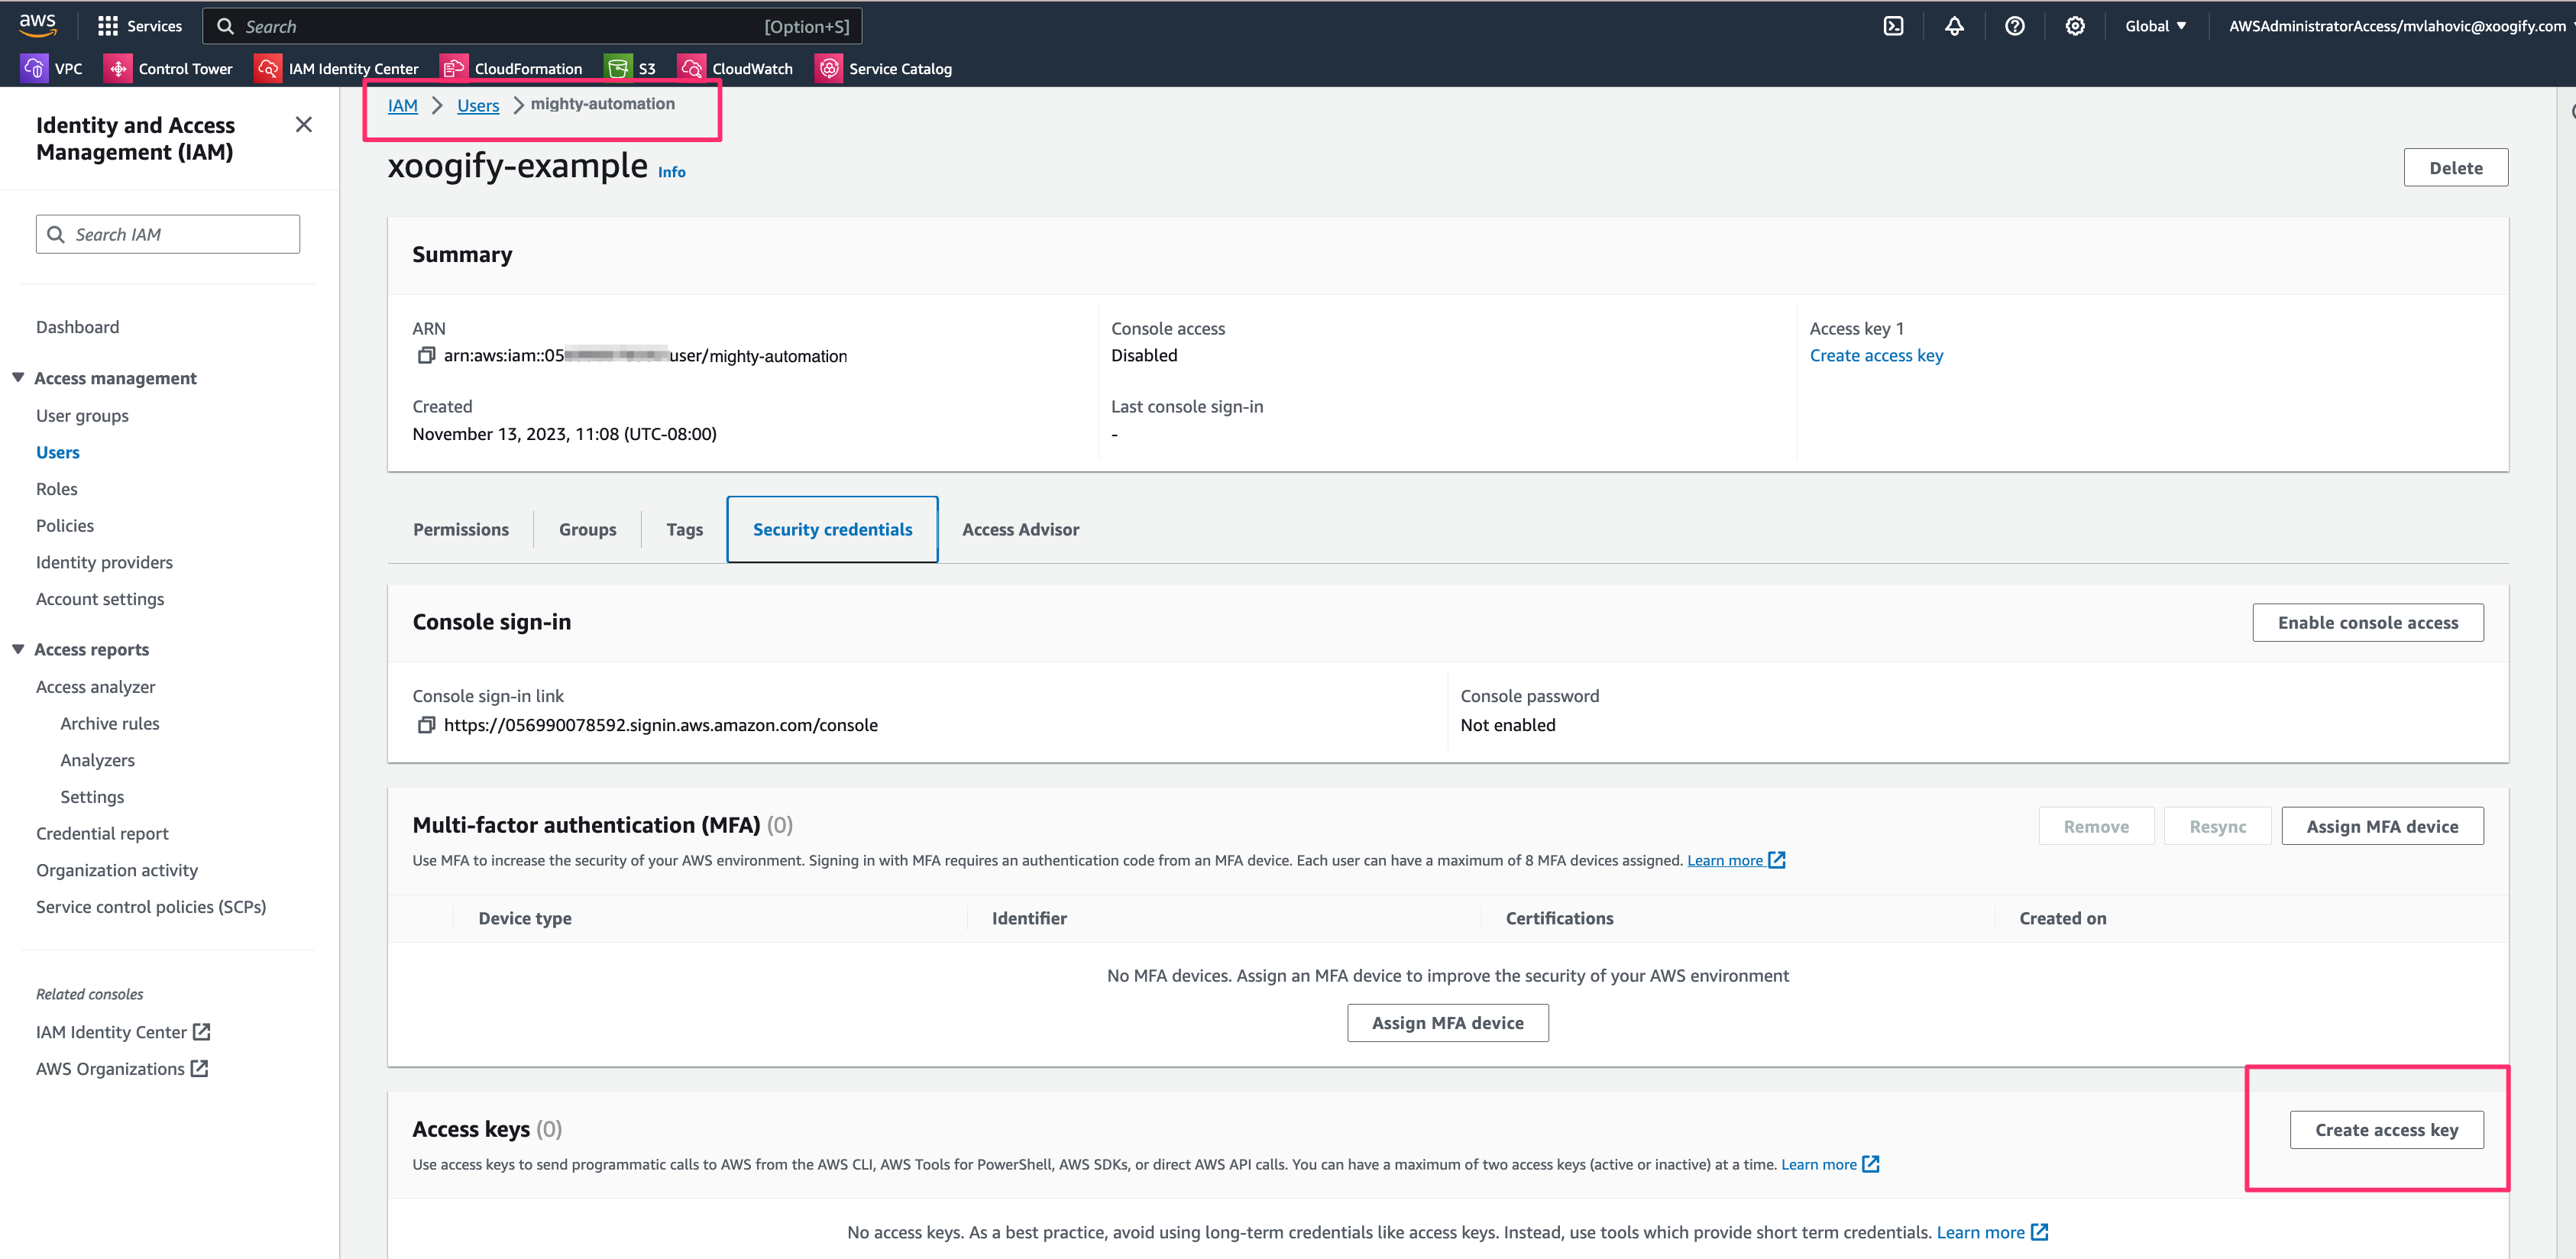 aws Services Search [Option+S] Global AWSAdministratorAccess/mvlahovic@xoogify.com
VPC Control Tower IAM Identity Center CloudFormation S3 CloudWatch Service Catalog
Identity and Access
Management (IAM)
Search IAM
Dashboard
Access management
User groups
Users
Roles
Policies
Identity providers
Account settings
Access reports
Access analyzer
Archive rules
Analyzers
Settings
Credential report
Organization activity
Service control policies (SCPs)
Related consoles
IAM Identity Center
AWS Organizations
IAM Users mighty-automation
xoogify-example Info
Delete
Summary
ARN
arn:aws:iam::05 user/mighty-automation
Created
November 13, 2023, 11:08 (UTC-08:00)
Console access
Disabled
Last console sign-in
-
Access key 1
Create access key
Permissions Groups Tags Security credentials Access Advisor
Console sign-in
Enable console access
Console sign-in link
https://056990078592.signin.aws.amazon.com/console
Console password
Not enabled
Multi-factor authentication (MFA) (0)
Remove Resync Assign MFA device
Use MFA to increase the security of your AWS environment. Signing in with MFA requires an authentication code from an MFA device. Each user can have a maximum of 8 MFA devices assigned. Learn more
Device type Identifier Certifications Created on
No MFA devices. Assign an MFA device to improve the security of your AWS environment
Assign MFA device
Access keys (0)
Create access key
Use access keys to send programmatic calls to AWS from the AWS CLI, AWS Tools for PowerShell, AWS SDKs, or direct AWS API calls. You can have a maximum of two access keys (active or inactive) at a time. Learn more
No access keys. As a best practice, avoid using long-term credentials like access keys. Instead, use tools which provide short term credentials. Learn more